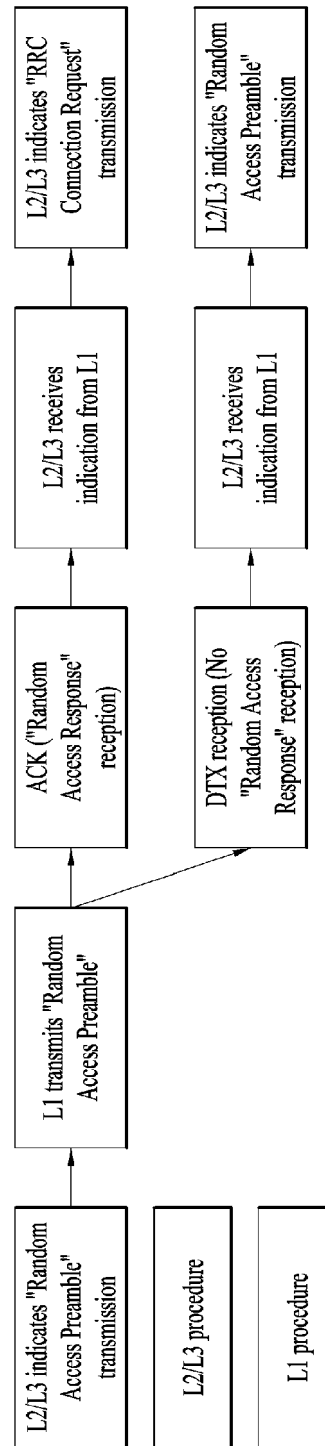 L2/L3 indicates "Random
Access Preamble"
transmission
L1 transmits "Random
Access Preamble"
ACK ("Random
Access Response"
reception)
L2/L3 receives
indication from L1
L2/L3 indicates "RRC
Connection Request"
transmission
DTX reception (No
"Random Access
Response" reception)
L2/L3 receives
indication from L1
L2/L3 indicates "Random
Access Preamble"
transmission
L2/L3 procedure
L1 procedure